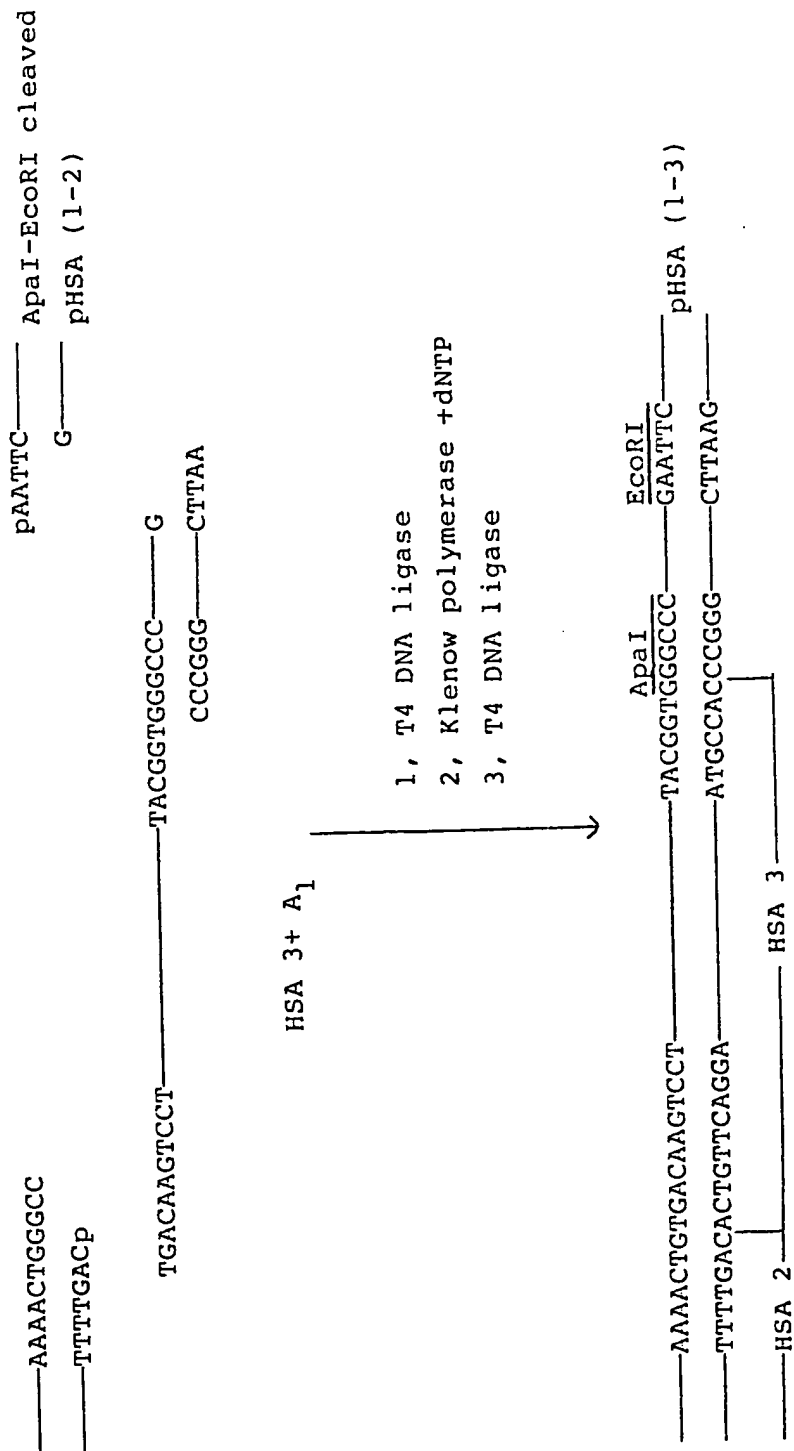 AAAACTGGGCC pAATTC ApaI-EcoRI cleaved
TTTTGACp G pHSA (1-2)
TGACAAGTCCT TACGGTGGGCCC G
CCCGGG CTTAA
HSA 3+ A1
1, T4 DNA ligase
2, Klenow polymerase +dNTP
3, T4 DNA ligase
ApaI EcoRI
AAAACTGTGACAAGTCCT TACGGTGGGCCC GAATTC
pHSA (1-3)
TTTTGACACTGTTCAGGA ATGCCACCCGGG CTTAAG
HSA 2 HSA 3